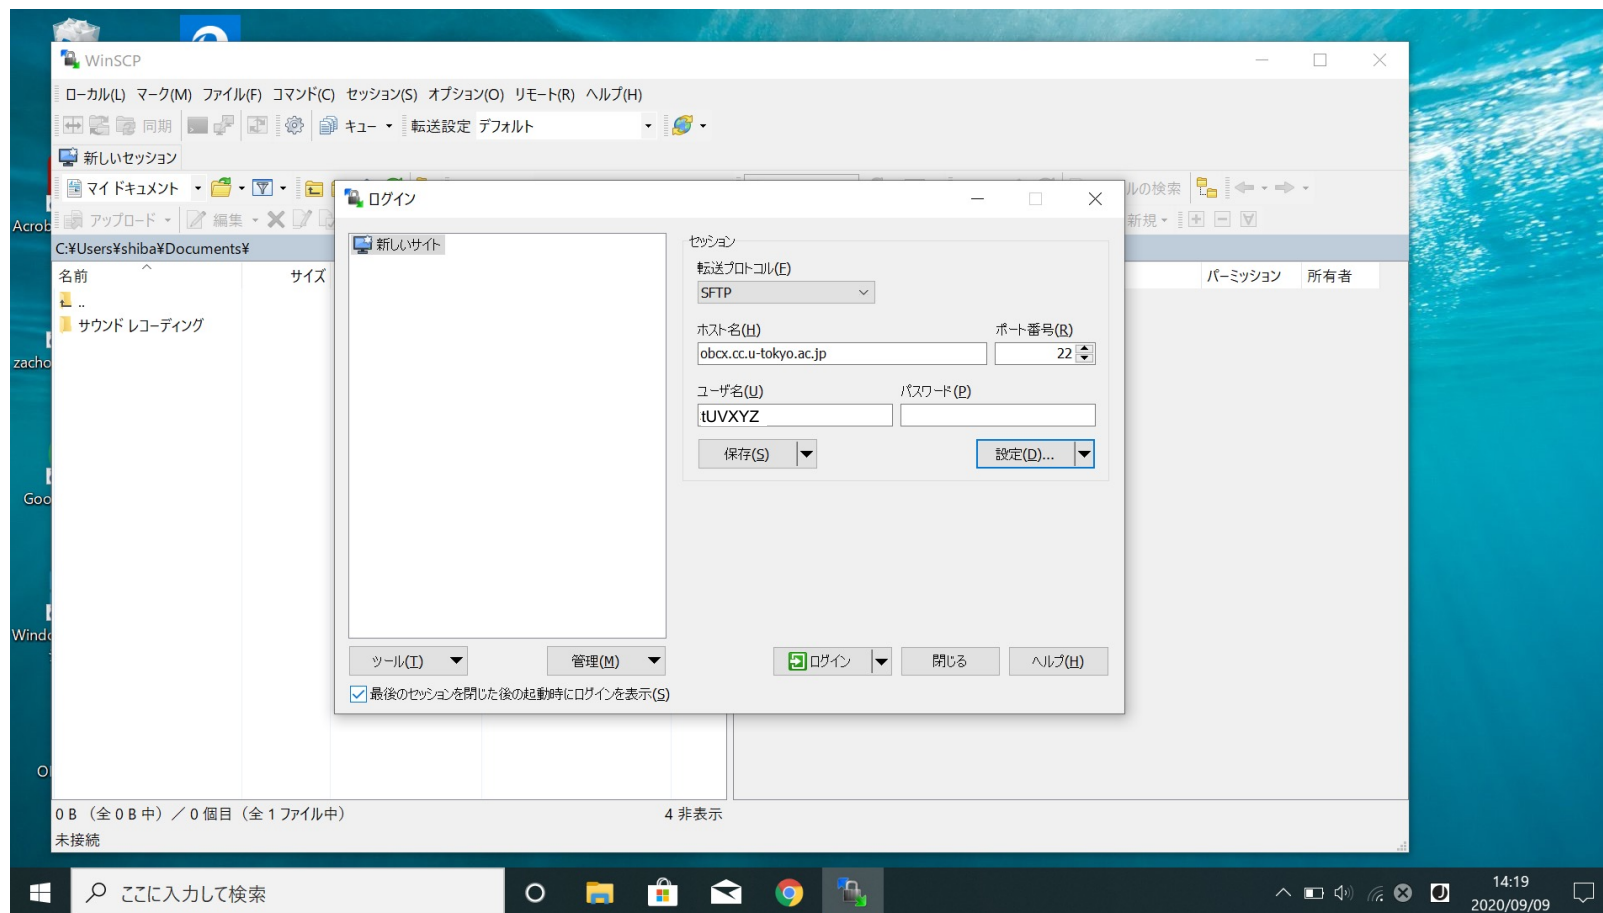 WinSCP
ローカル(L) マーク(M) ファイル(F) コマンド(C) セッション(S) オプション(O) リモート(R) ヘルプ(H)
同期 キュー 転送設定 デフォルト
新しいセッション
マイ ドキュメント
ルの検索
アップロード 編集
新規
C:¥Users¥shiba¥Documents¥
名前 サイズ
パーミッション 所有者
..
サウンド レコーディング
ログイン
新しいサイト
セッション
転送プロトコル(F)
SFTP
ホスト名(H) ポート番号(R)
obcx.cc.u-tokyo.ac.jp 22
ユーザ名(U) パスワード(P)
tUVXYZ
保存(S) 設定(D)...
ツール(T) 管理(M) ログイン 閉じる ヘルプ(H)
最後のセッションを閉じた後の起動時にログインを表示(S)
0 B （全 0 B 中）／ 0 個目（全 1 ファイル中） 4 非表示
未接続
Acrob
zacho
Goo
Windo
ここに入力して検索
14:19
2020/09/09